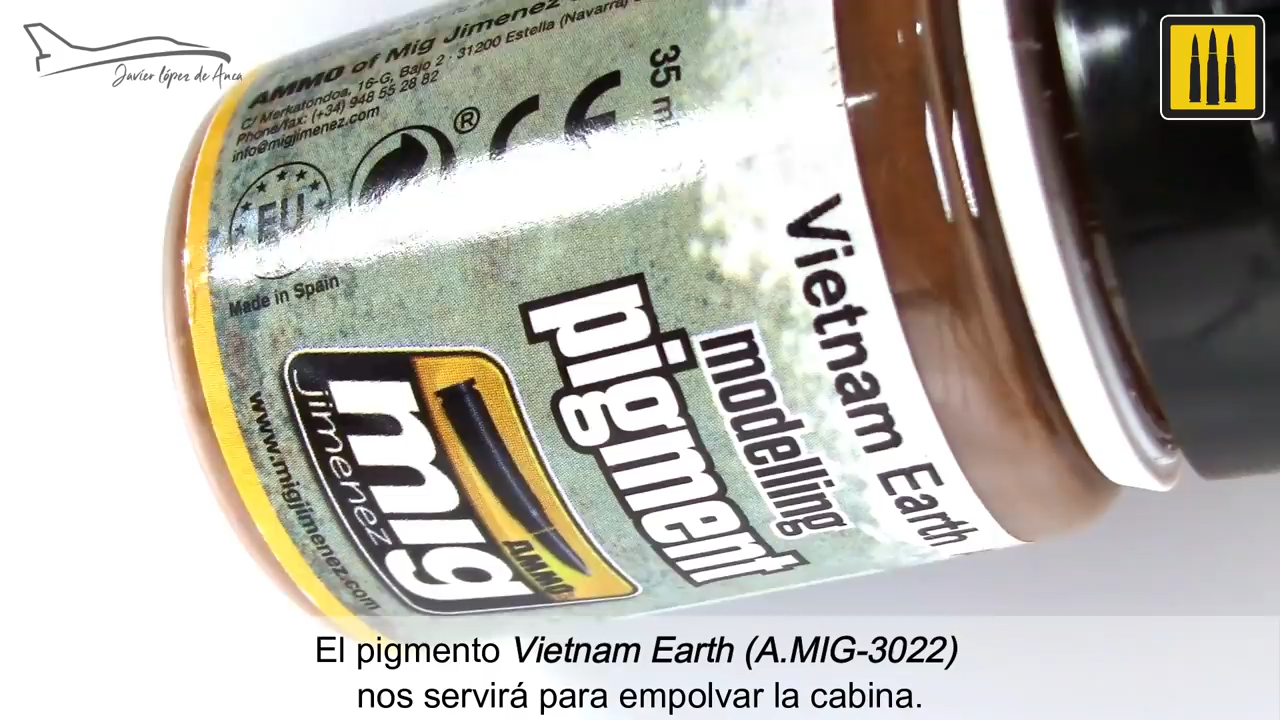 Javier López de Anca
AMMO of Mig Jimenez
C/ Merkatondoa, 16-G, Bajo 2 · 31200 Estella (Navarra)
Phone/fax: (+34) 948 55 28 82
info@migjimenez.com
EU
®
CE
35 ml
Made in Spain
Vietnam Earth
modelling
pigment
AMMO
mig
Jimenez
www.migjimenez.com
El pigmento Vietnam Earth (A.MIG-3022)
nos servirá para empolvar la cabina.